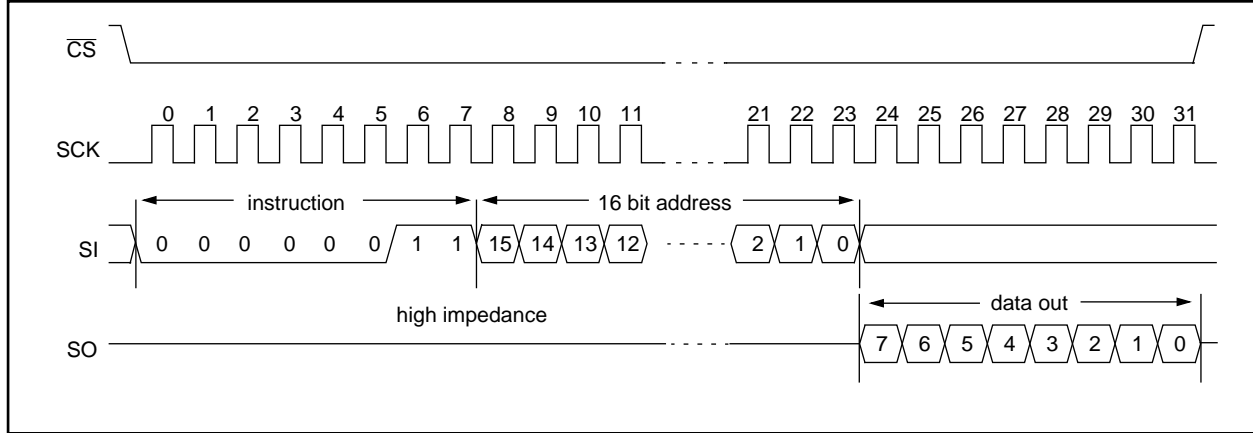 CS
0 1 2 3 4 5 6 7 8 9 10 11 21 22 23 24 25 26 27 28 29 30 31
SCK
instruction 16 bit address
SI 0 0 0 0 0 0 1 1 15 14 13 12 2 1 0
high impedance data out
SO 7 6 5 4 3 2 1 0